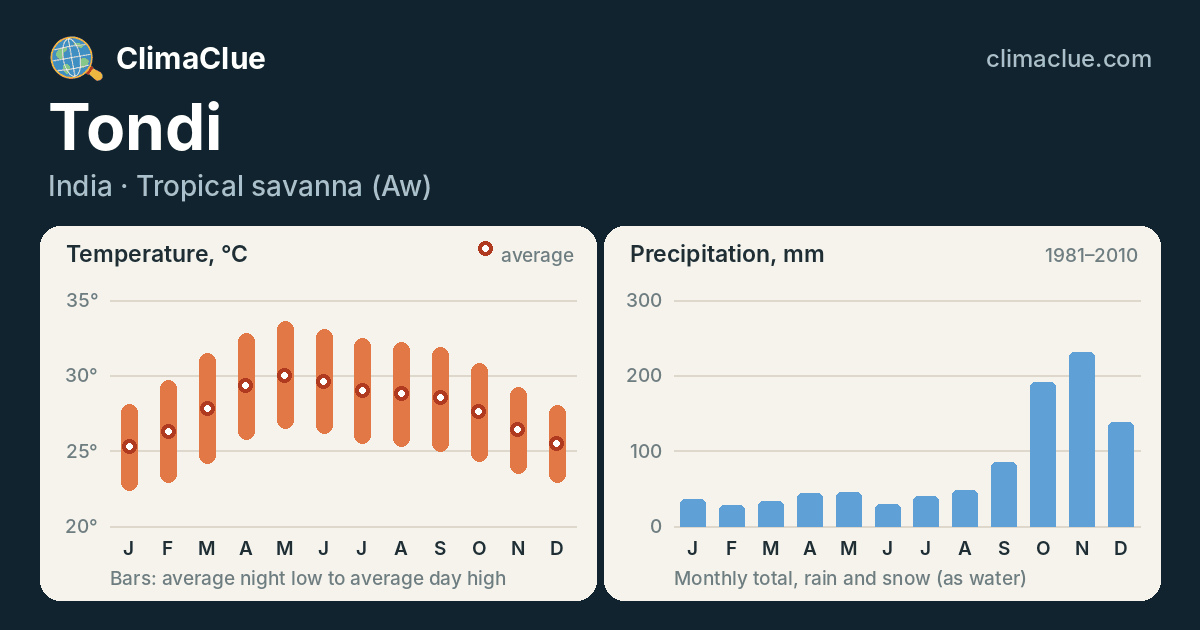 ClimaClue
climaclue.com
Tondi
India · Tropical savanna (Aw)
Temperature, °C
average
35°
30°
25°
20°
J F M A M J J A S O N D
Bars: average night low to average day high
Precipitation, mm
1981–2010
300
200
100
0
J F M A M J J A S O N D
Monthly total, rain and snow (as water)